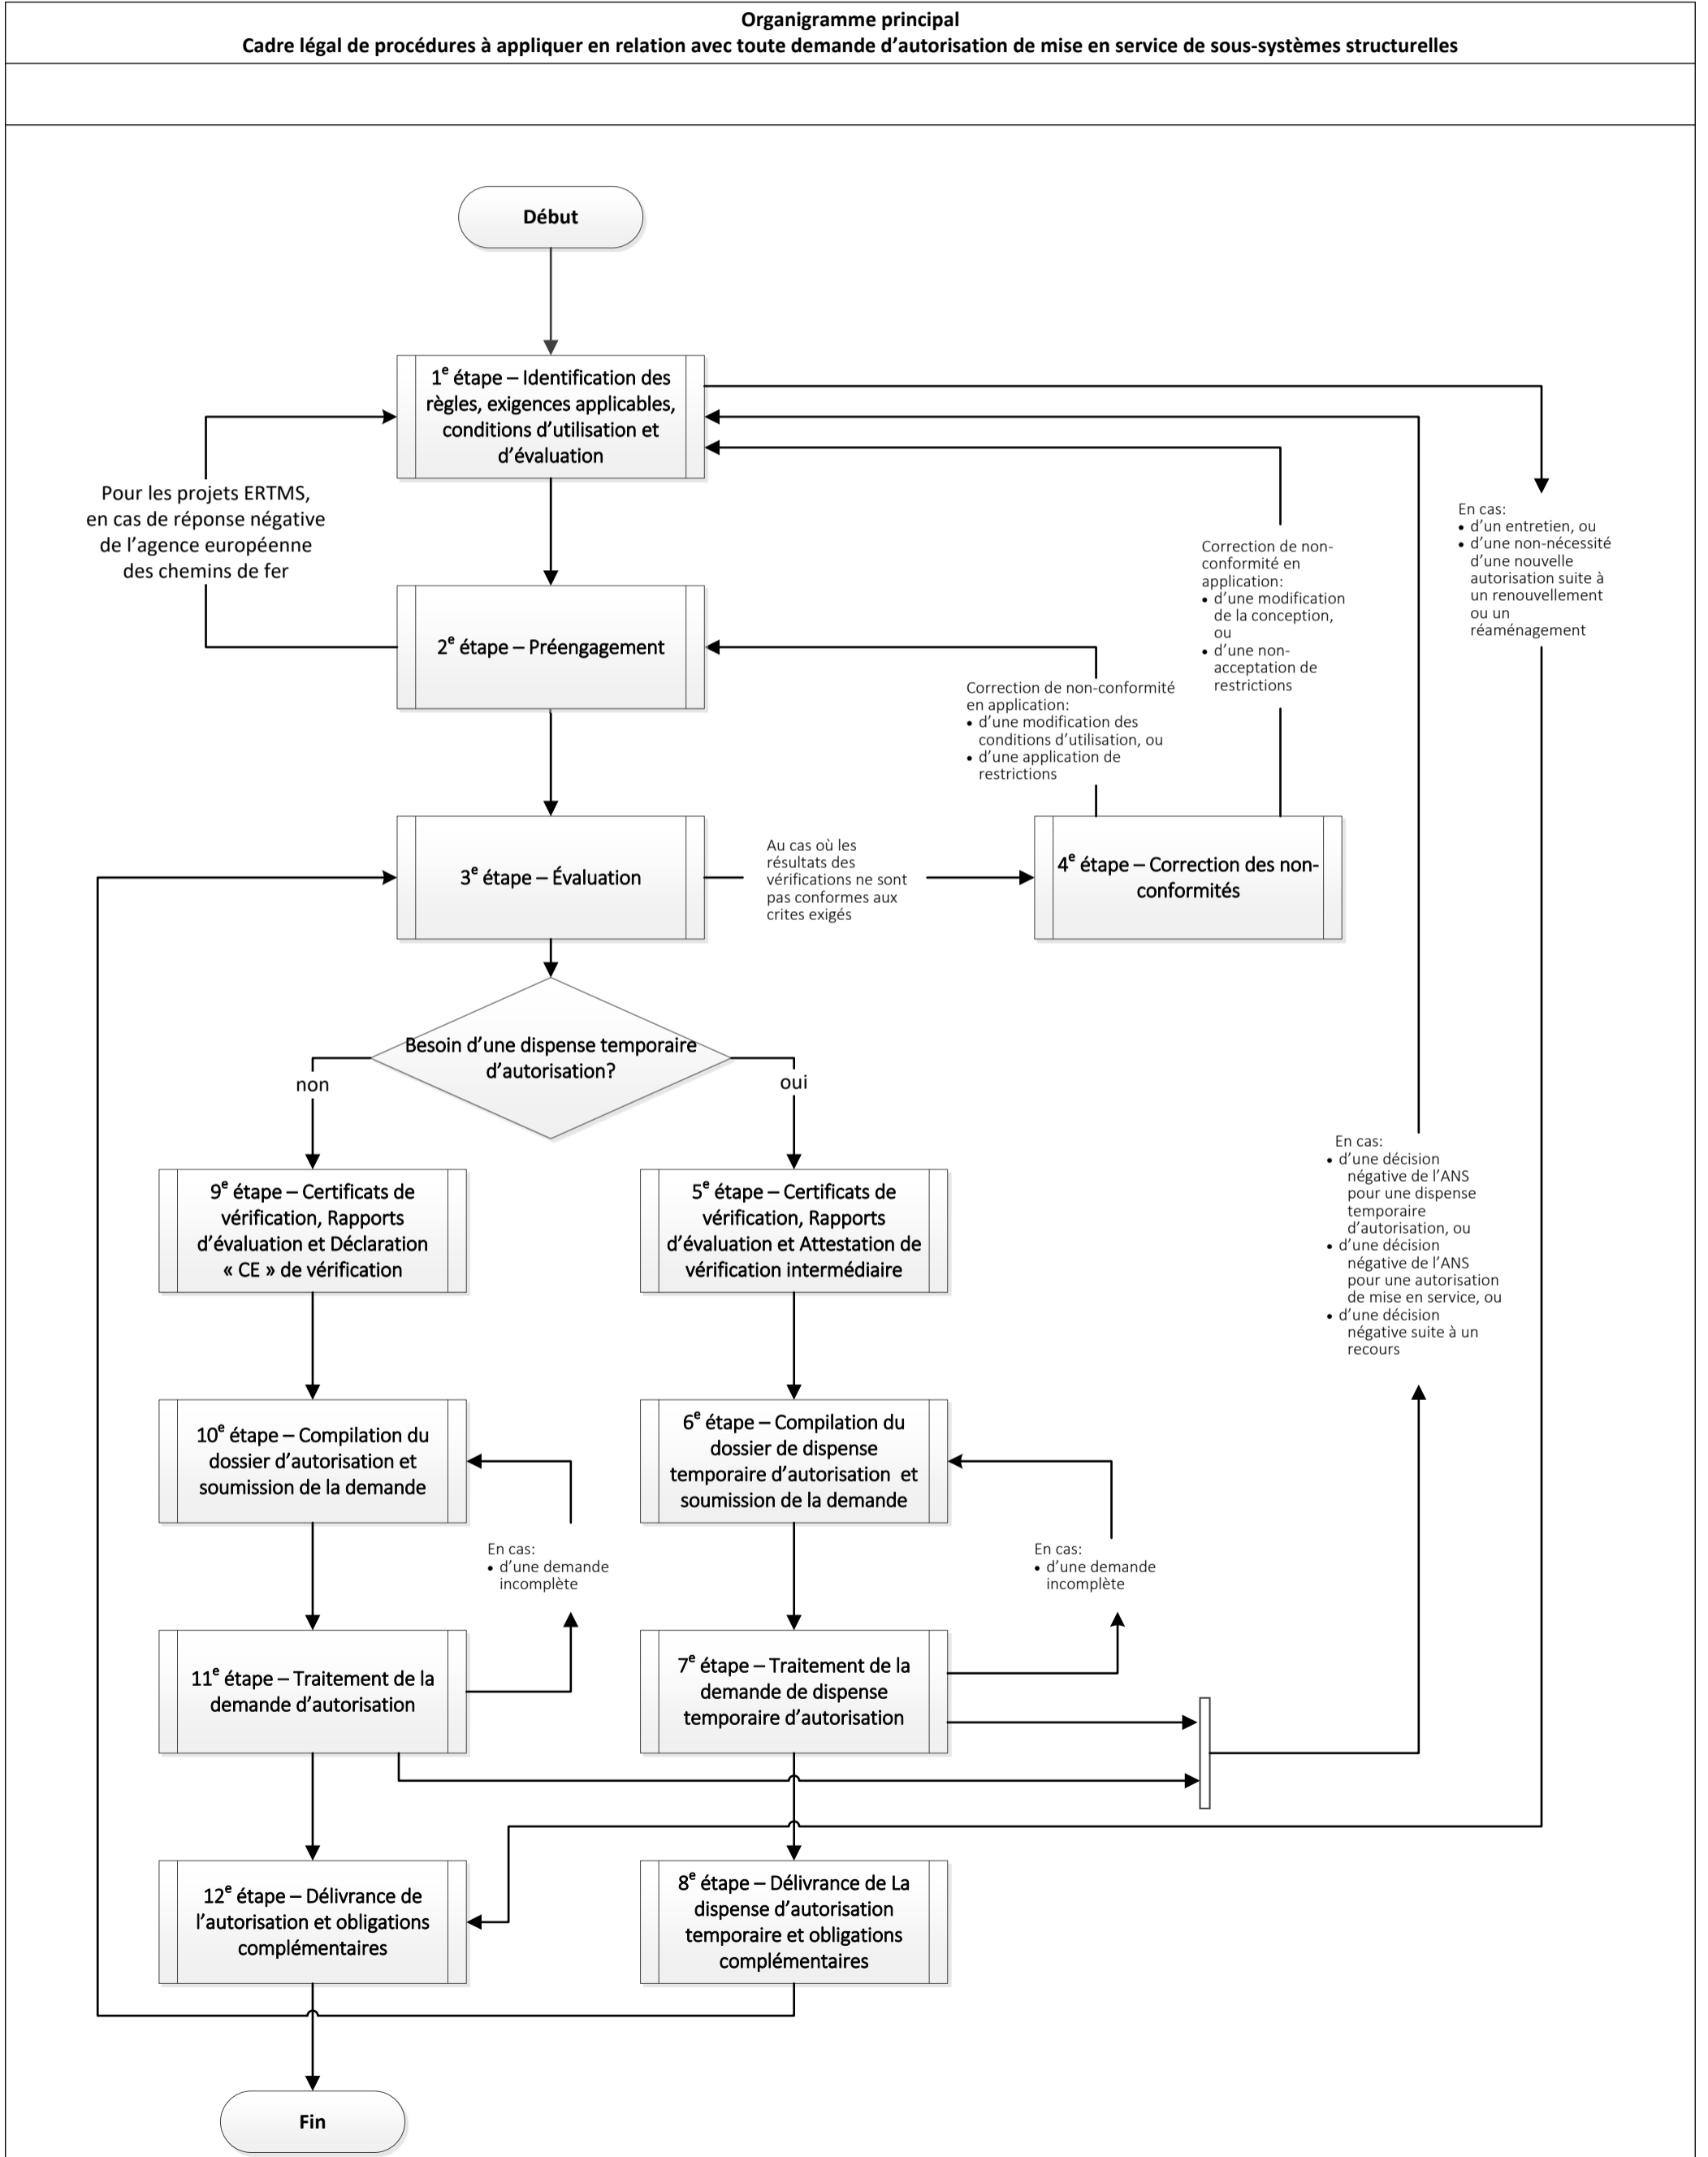 Organigramme principal
Cadre légal de procédures à appliquer en relation avec toute demande d'autorisation de mise en service de sous-systèmes structurelles
Début
1e étape – Identification des
règles, exigences applicables,
conditions d'utilisation et
d'évaluation
Pour les projets ERTMS,
en cas de réponse négative
de l'agence européenne
des chemins de fer
En cas:
• d'un entretien, ou
• d'une non-nécessité
d'une nouvelle
autorisation suite à
un renouvellement
ou un
réaménagement
Correction de non-
conformité en
application:
• d'une modification
de la conception,
ou
• d'une non-
acceptation de
restrictions
2e étape – Préengagement
Correction de non-conformité
en application:
• d'une modification des
conditions d'utilisation, ou
• d'une application de
restrictions
3e étape – Évaluation
Au cas où les
résultats des
vérifications ne sont
pas conformes aux
crites exigés
4e étape – Correction des non-
conformités
Besoin d'une dispense temporaire
d'autorisation?
non
oui
9e étape – Certificats de
vérification, Rapports
d'évaluation et Déclaration
« CE » de vérification
5e étape – Certificats de
vérification, Rapports
d'évaluation et Attestation de
vérification intermédiaire
En cas:
• d'une décision
négative de l'ANS
pour une dispense
temporaire
d'autorisation, ou
• d'une décision
négative de l'ANS
pour une autorisation
de mise en service, ou
• d'une décision
négative suite à un
recours
10e étape – Compilation du
dossier d'autorisation et
soumission de la demande
6e étape – Compilation du
dossier de dispense
temporaire d'autorisation et
soumission de la demande
En cas:
• d'une demande
incomplète
En cas:
• d'une demande
incomplète
11e étape – Traitement de la
demande d'autorisation
7e étape – Traitement de la
demande de dispense
temporaire d'autorisation
12e étape – Délivrance de
l'autorisation et obligations
complémentaires
8e étape – Délivrance de La
dispense d'autorisation
temporaire et obligations
complémentaires
Fin